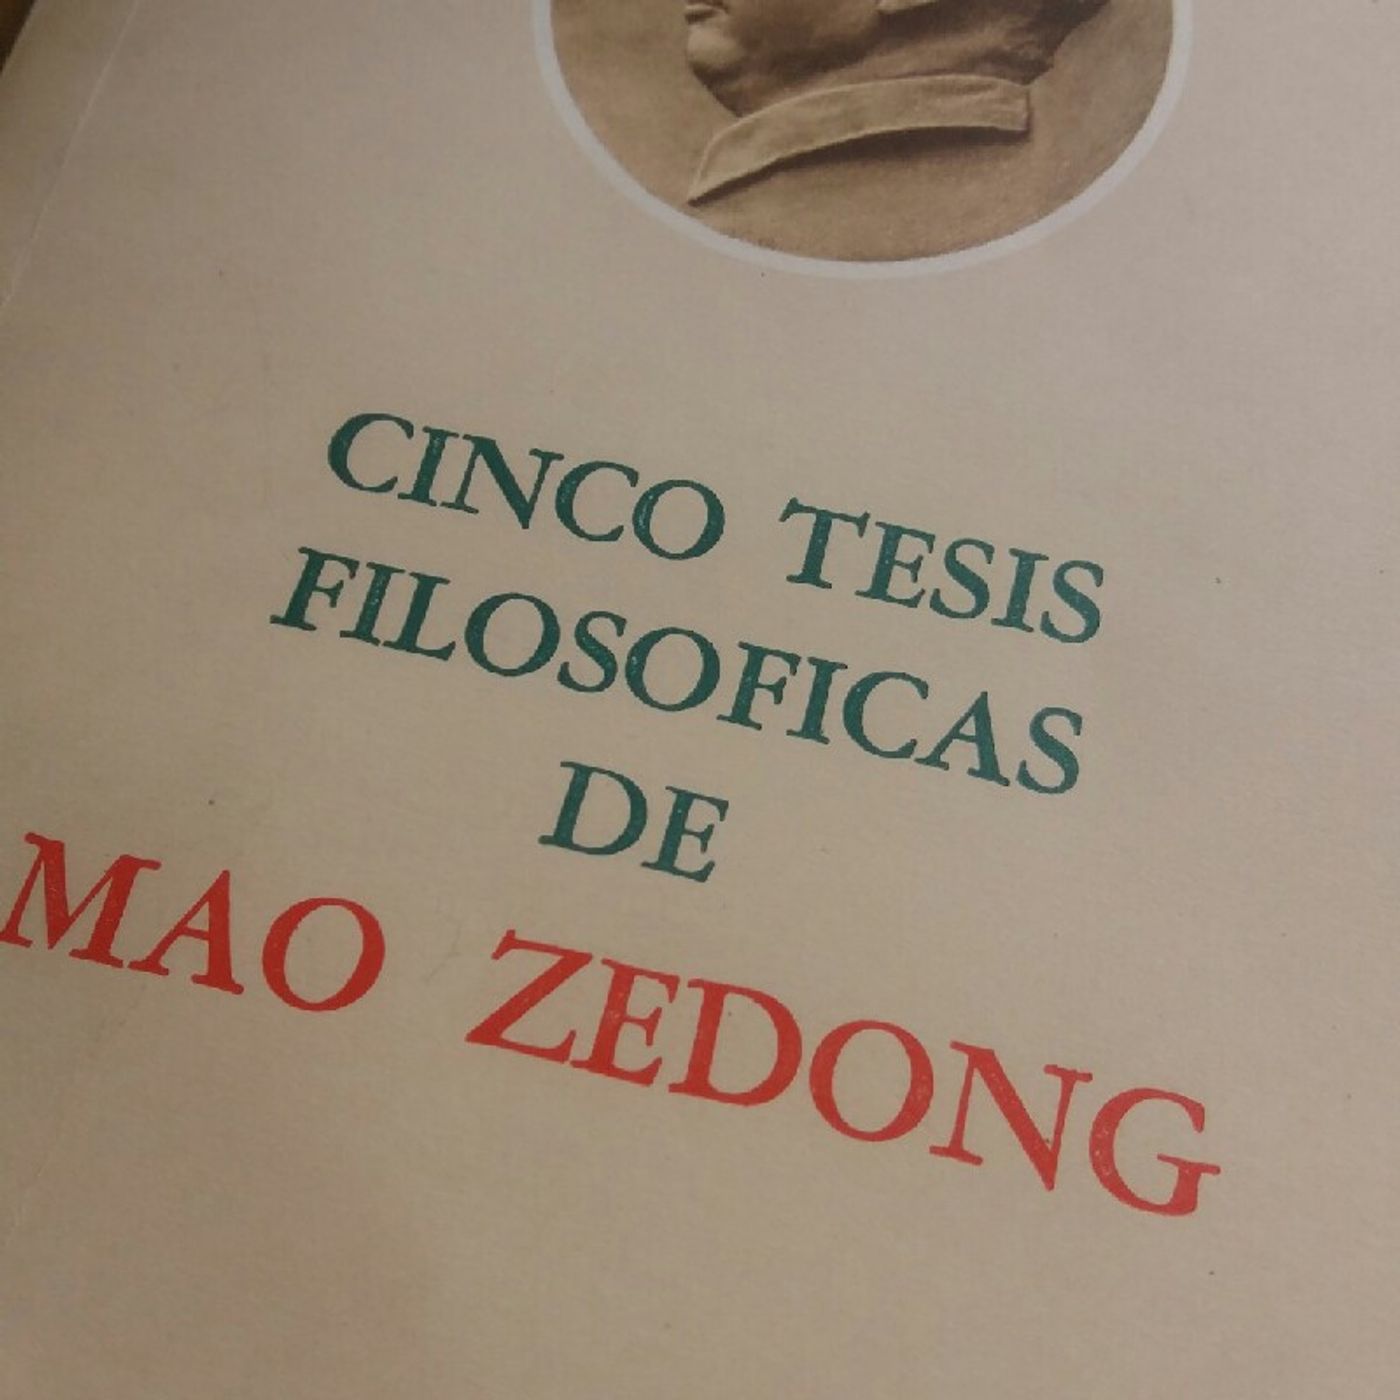 CINCO TESIS
FILOSOFICAS
DE
MAO ZEDONG